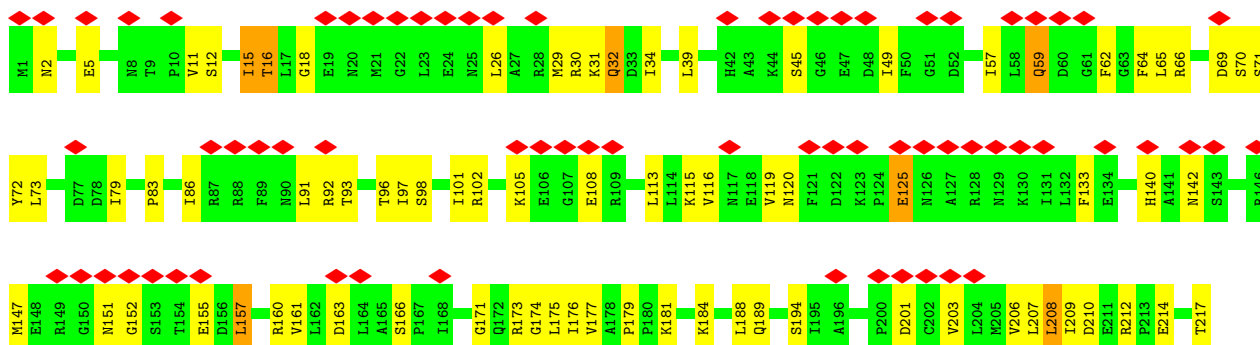 M1 N2 E5 N8 T9 P10 V11 S12 I15 T16 L17 G18 E19 N20 M21 G22 L23 E24 N25 L26 A27 R28 M29 R30 K31 Q32 D33 I34 L39 H42 A43 K44 S45 G46 E47 D48 I49 F50 G51 D52 I57 L58 Q59 D60 G61 F62 G63 F64 L65 R66 D69 S70 S71
Y72 L73 D77 D78 I79 P83 I86 R87 R88 F89 N90 L91 R92 T93 T96 I97 S98 I101 R102 K105 E106 G107 E108 R109 L113 L114 K115 V116 N117 E118 V119 N120 F121 D122 K123 P124 E125 N126 A127 R128 N129 K130 I131 L132 F133 E134 H140 A141 N142 S143 R146
M147 E148 R149 G150 N151 G152 S153 T154 E155 D156 L157 R160 V161 L162 D163 L164 A165 S166 P167 I168 G171 Q172 R173 G174 L175 I176 V177 A178 P179 P180 K181 K184 L188 Q189 S194 I195 A196 P200 D201 C202 V203 L204 M205 V206 L207 L208 I209 D210 E211 R212 P213 E214 T217